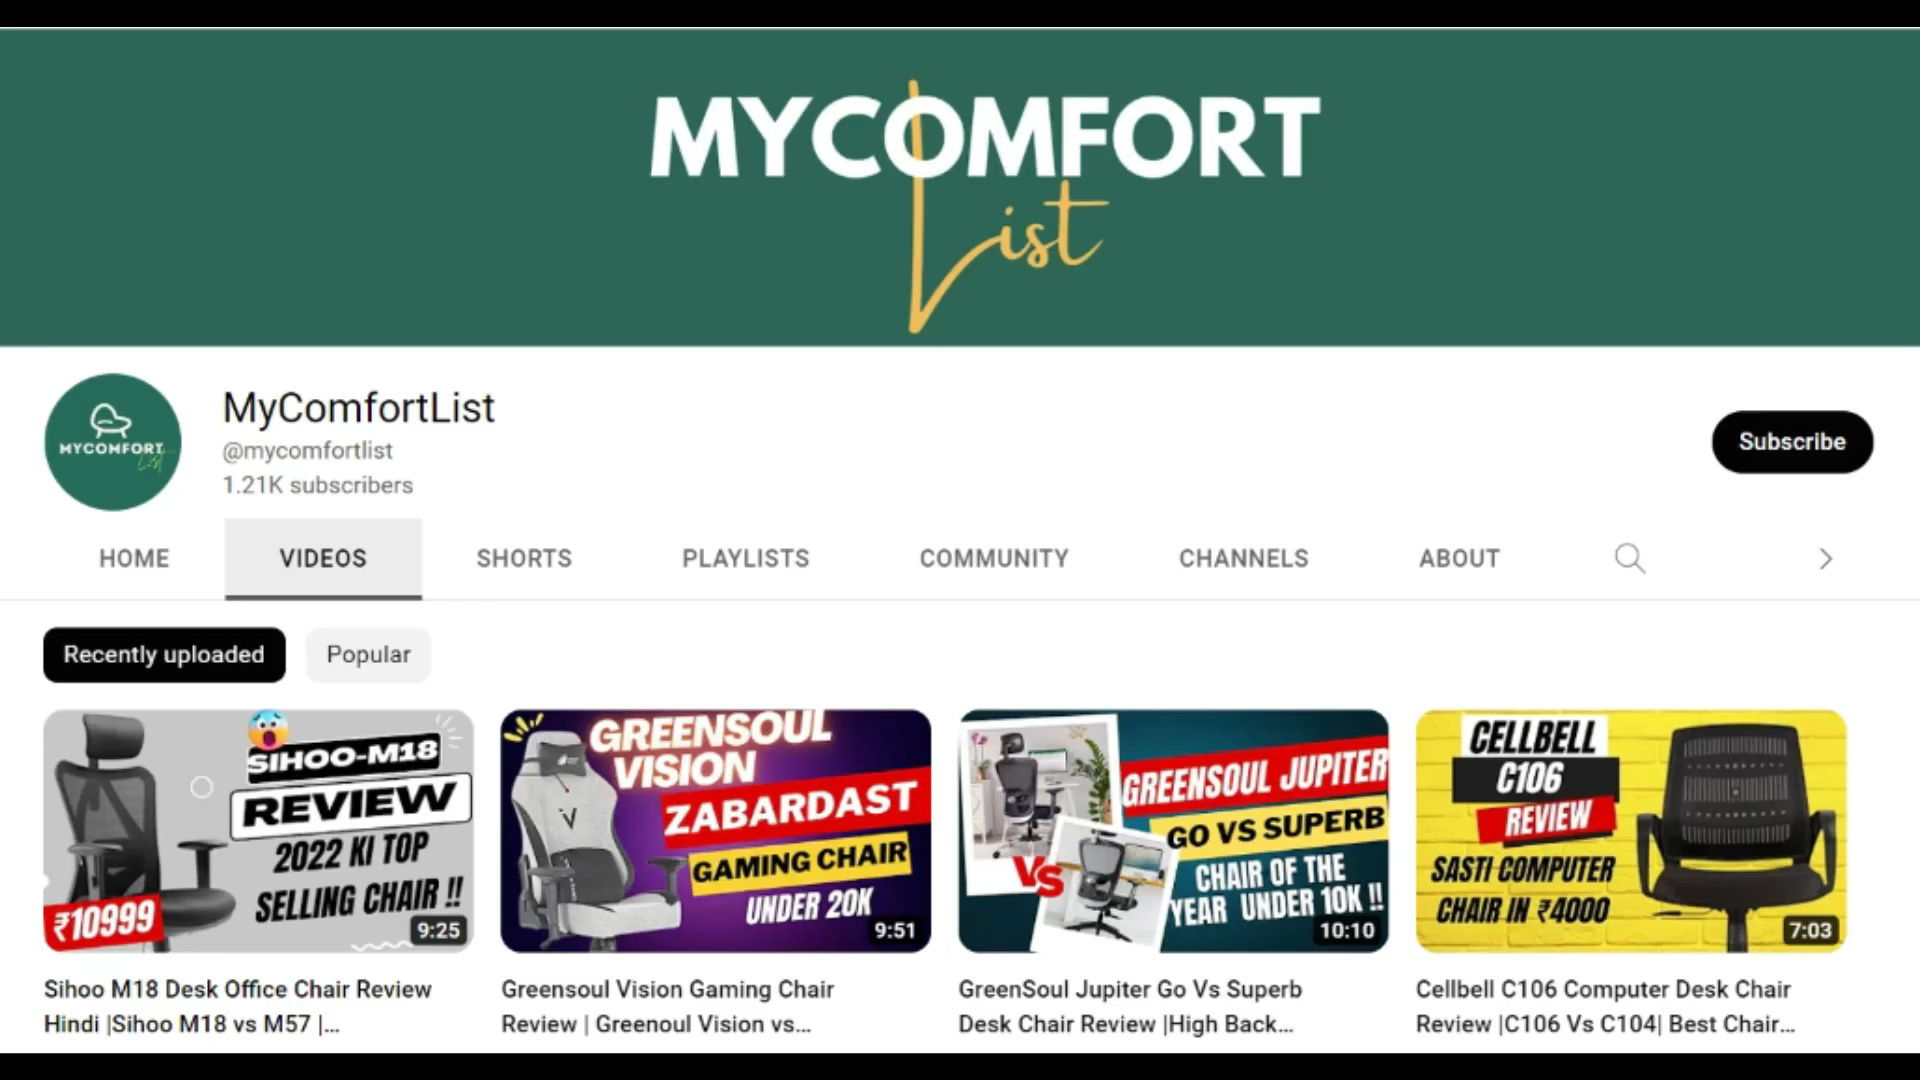 MYCOMFORT
List
MYCOMFORT
List
MyComfortList
@mycomfortlist
1.21K subscribers
Subscribe
HOME
VIDEOS
SHORTS
PLAYLISTS
COMMUNITY
CHANNELS
ABOUT
Recently uploaded
Popular
SIHOO-M18
REVIEW
2022 KI TOP
SELLING CHAIR !!
₹10999
9:25
GREENSOUL
VISION
ZABARDAST
GAMING CHAIR
UNDER 20K
9:51
GREENSOUL JUPITER
GO VS SUPERB
CHAIR OF THE
YEAR UNDER 10K !!
VS
10:10
CELLBELL
C106
REVIEW
SASTI COMPUTER
CHAIR IN ₹4000
7:03
Sihoo M18 Desk Office Chair Review
Hindi |Sihoo M18 vs M57 |...
Greensoul Vision Gaming Chair
Review | Greenoul Vision vs...
GreenSoul Jupiter Go Vs Superb
Desk Chair Review |High Back...
Cellbell C106 Computer Desk Chair
Review |C106 Vs C104| Best Chair...